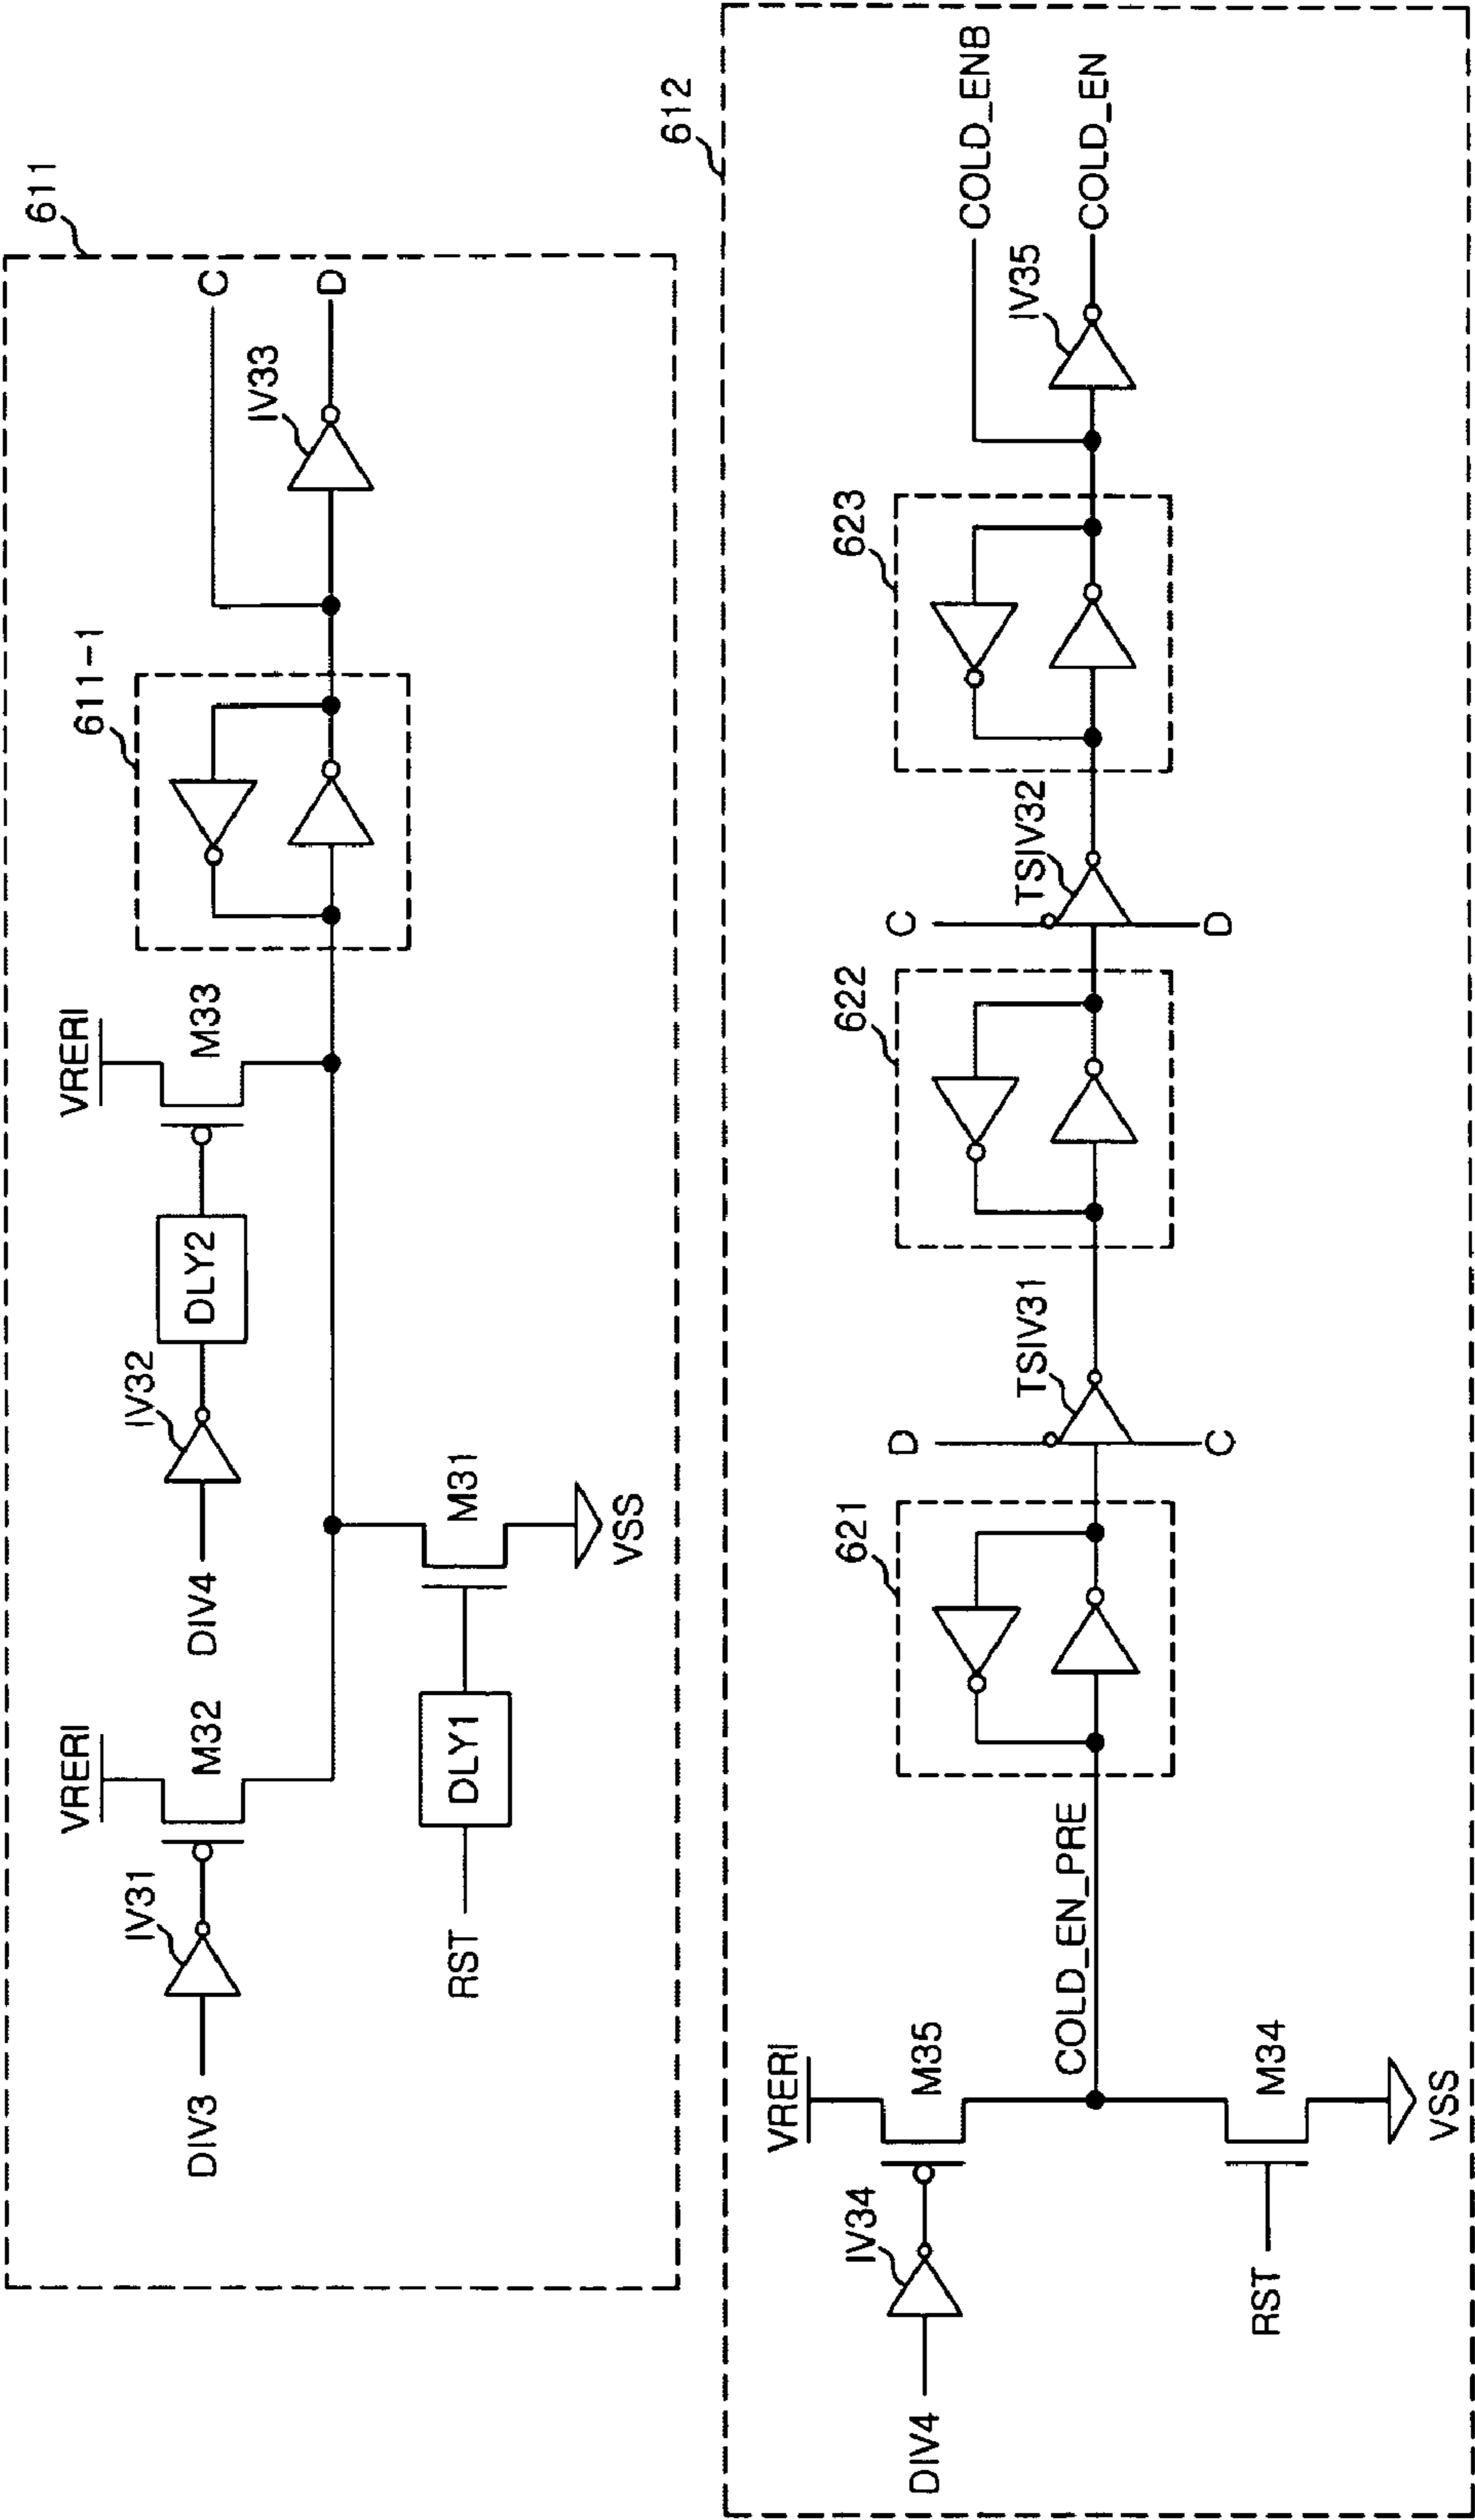 611
DIV3
IV31
VRERI
M32
DIV4
IV32
DLY2
VRERI
M33
RST
DLY1
M31
VSS
611-1
IV33
C
D
612
DIV4
IV34
VRERI
M35
RST
M34
VSS
COLD_EN_PRE
621
D
TSIV31
C
622
C
TSIV32
D
623
IV35
COLD_ENB
COLD_EN